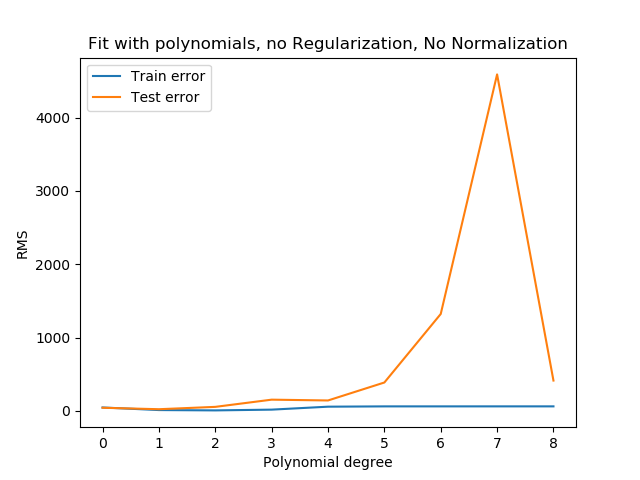 Fit with polynomials, no Regularization, No Normalization
Train error
Test error
4000
3000
2000
1000
0
RMS
0 1 2 3 4 5 6 7 8
Polynomial degree